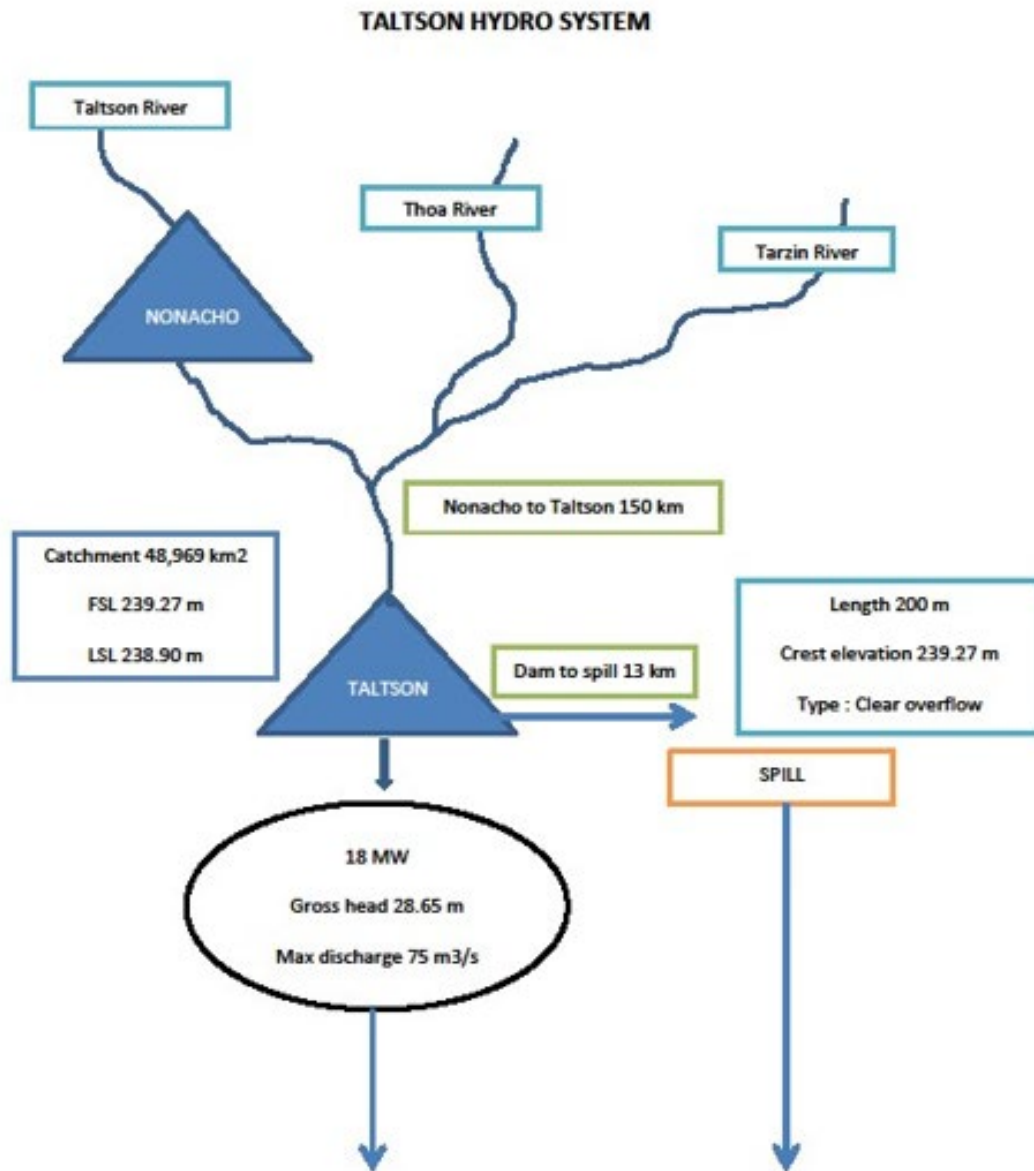 TALTSON HYDRO SYSTEM
Taltson River
Thoa River
Tarzin River
NONACHO
Nonacho to Taltson 150 km
Catchment 48,969 km2
FSL 239.27 m
LSL 238.90 m
Length 200 m
Crest elevation 239.27 m
Type : Clear overflow
Dam to spill 13 km
TALTSON
SPILL
18 MW
Gross head 28.65 m
Max discharge 75 m3/s